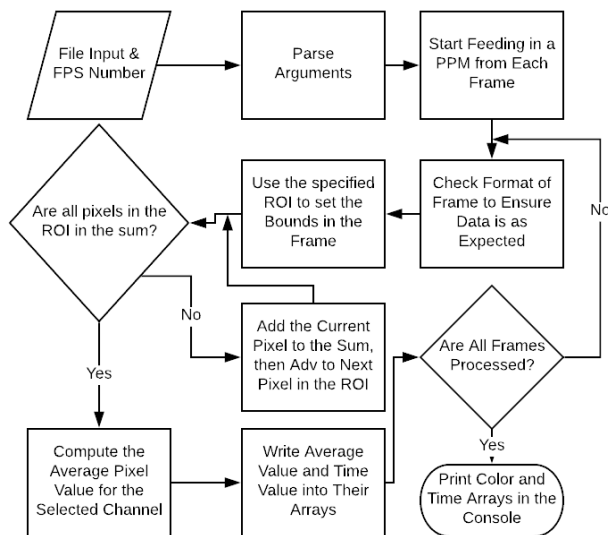 File Input &
FPS Number
Parse
Arguments
Start Feeding in a
PPM from Each
Frame
Are all pixels in the
ROI in the sum?
Use the specified
ROI to set the
Bounds in the
Frame
Check Format of
Frame to Ensure
Data is as
Expected
No
No
Add the Current
Pixel to the Sum,
then Adv to Next
Pixel in the ROI
Are All Frames
Processed?
Yes
Compute the
Average Pixel
Value for the
Selected Channel
Write Average
Value and Time
Value into Their
Arrays
Yes
Print Color and
Time Arrays in the
Console